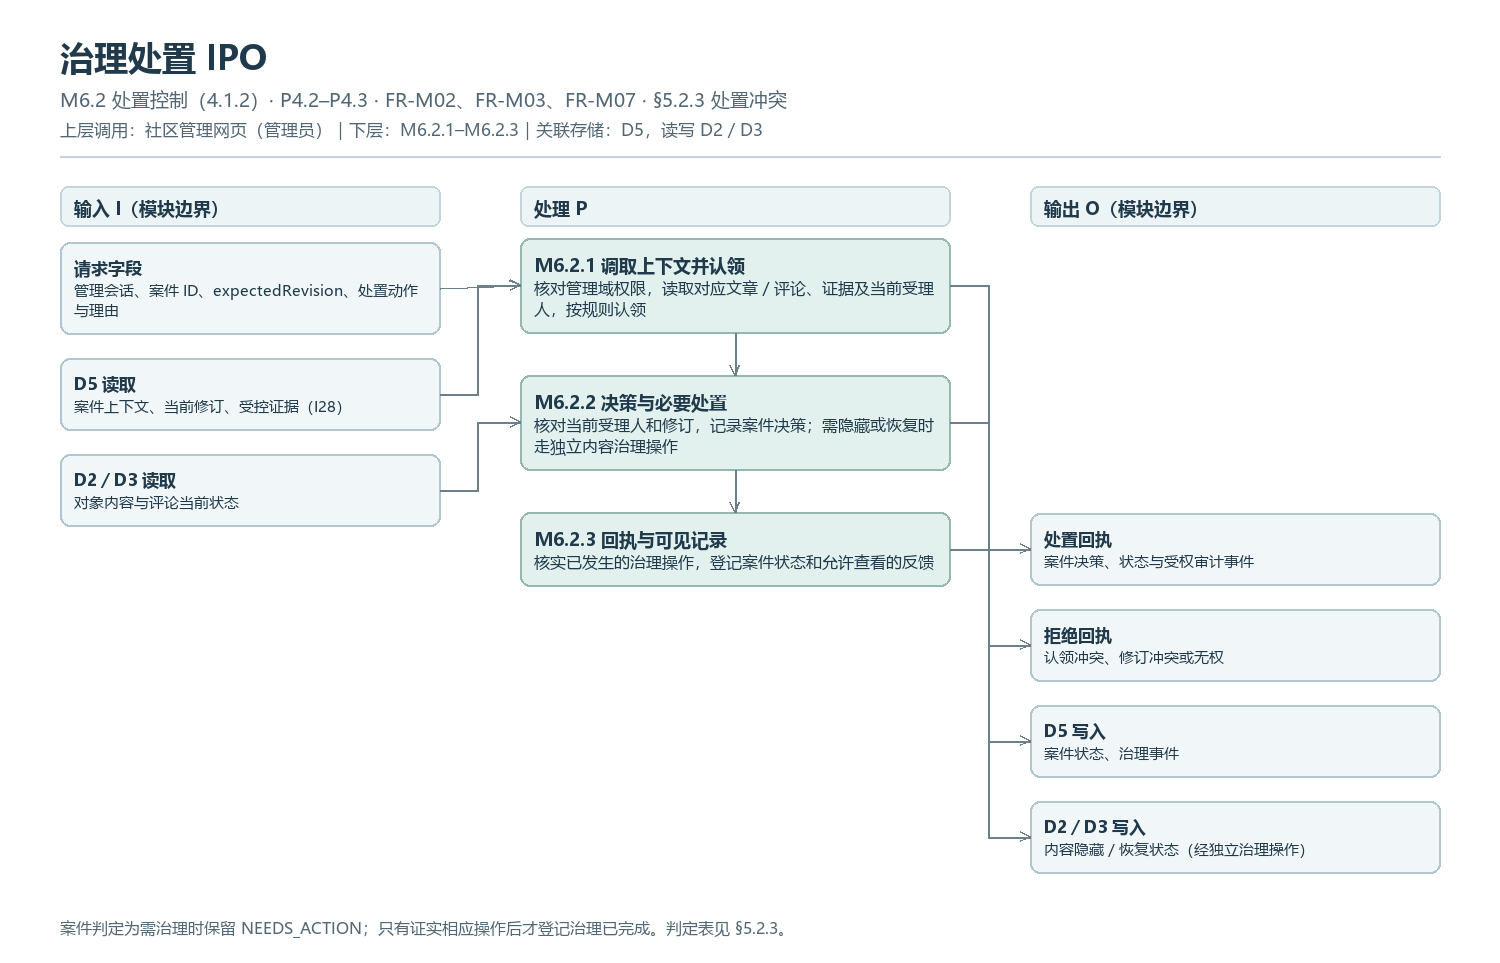 治理处置 IPO
M6.2 处置控制（4.1.2）· P4.2–P4.3 · FR-M02、FR-M03、FR-M07 · §5.2.3 处置冲突
上层调用：社区管理网页（管理员） | 下层：M6.2.1–M6.2.3 | 关联存储：D5，读写 D2 / D3
输入 I（模块边界）
请求字段
管理会话、案件 ID、expectedRevision、处置动作
与理由
D5 读取
案件上下文、当前修订、受控证据（I28）
D2 / D3 读取
对象内容与评论当前状态
处理 P
M6.2.1 调取上下文并认领
核对管理域权限，读取对应文章 / 评论、证据及当前受理
人，按规则认领
M6.2.2 决策与必要处置
核对当前受理人和修订，记录案件决策；需隐藏或恢复时
走独立内容治理操作
M6.2.3 回执与可见记录
核实已发生的治理操作，登记案件状态和允许查看的反馈
输出 O（模块边界）
处置回执
案件决策、状态与受权审计事件
拒绝回执
认领冲突、修订冲突或无权
D5 写入
案件状态、治理事件
D2 / D3 写入
内容隐藏 / 恢复状态（经独立治理操作）
案件判定为需治理时保留 NEEDS_ACTION；只有证实相应操作后才登记治理已完成。判定表见 §5.2.3。